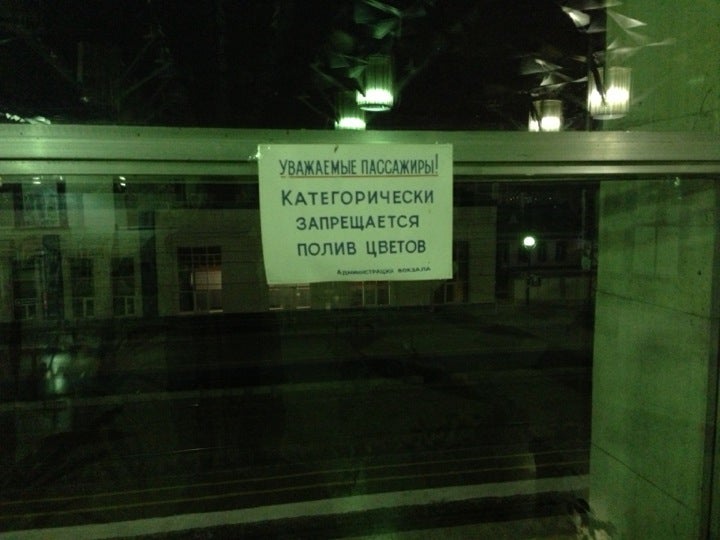 УВАЖАЕМЫЕ ПАССАЖИРЫ!
КАТЕГОРИЧЕСКИ
ЗАПРЕЩАЕТСЯ
ПОЛИВ ЦВЕТОВ
АДМИНИСТРАЦИЯ ВОКЗАЛА